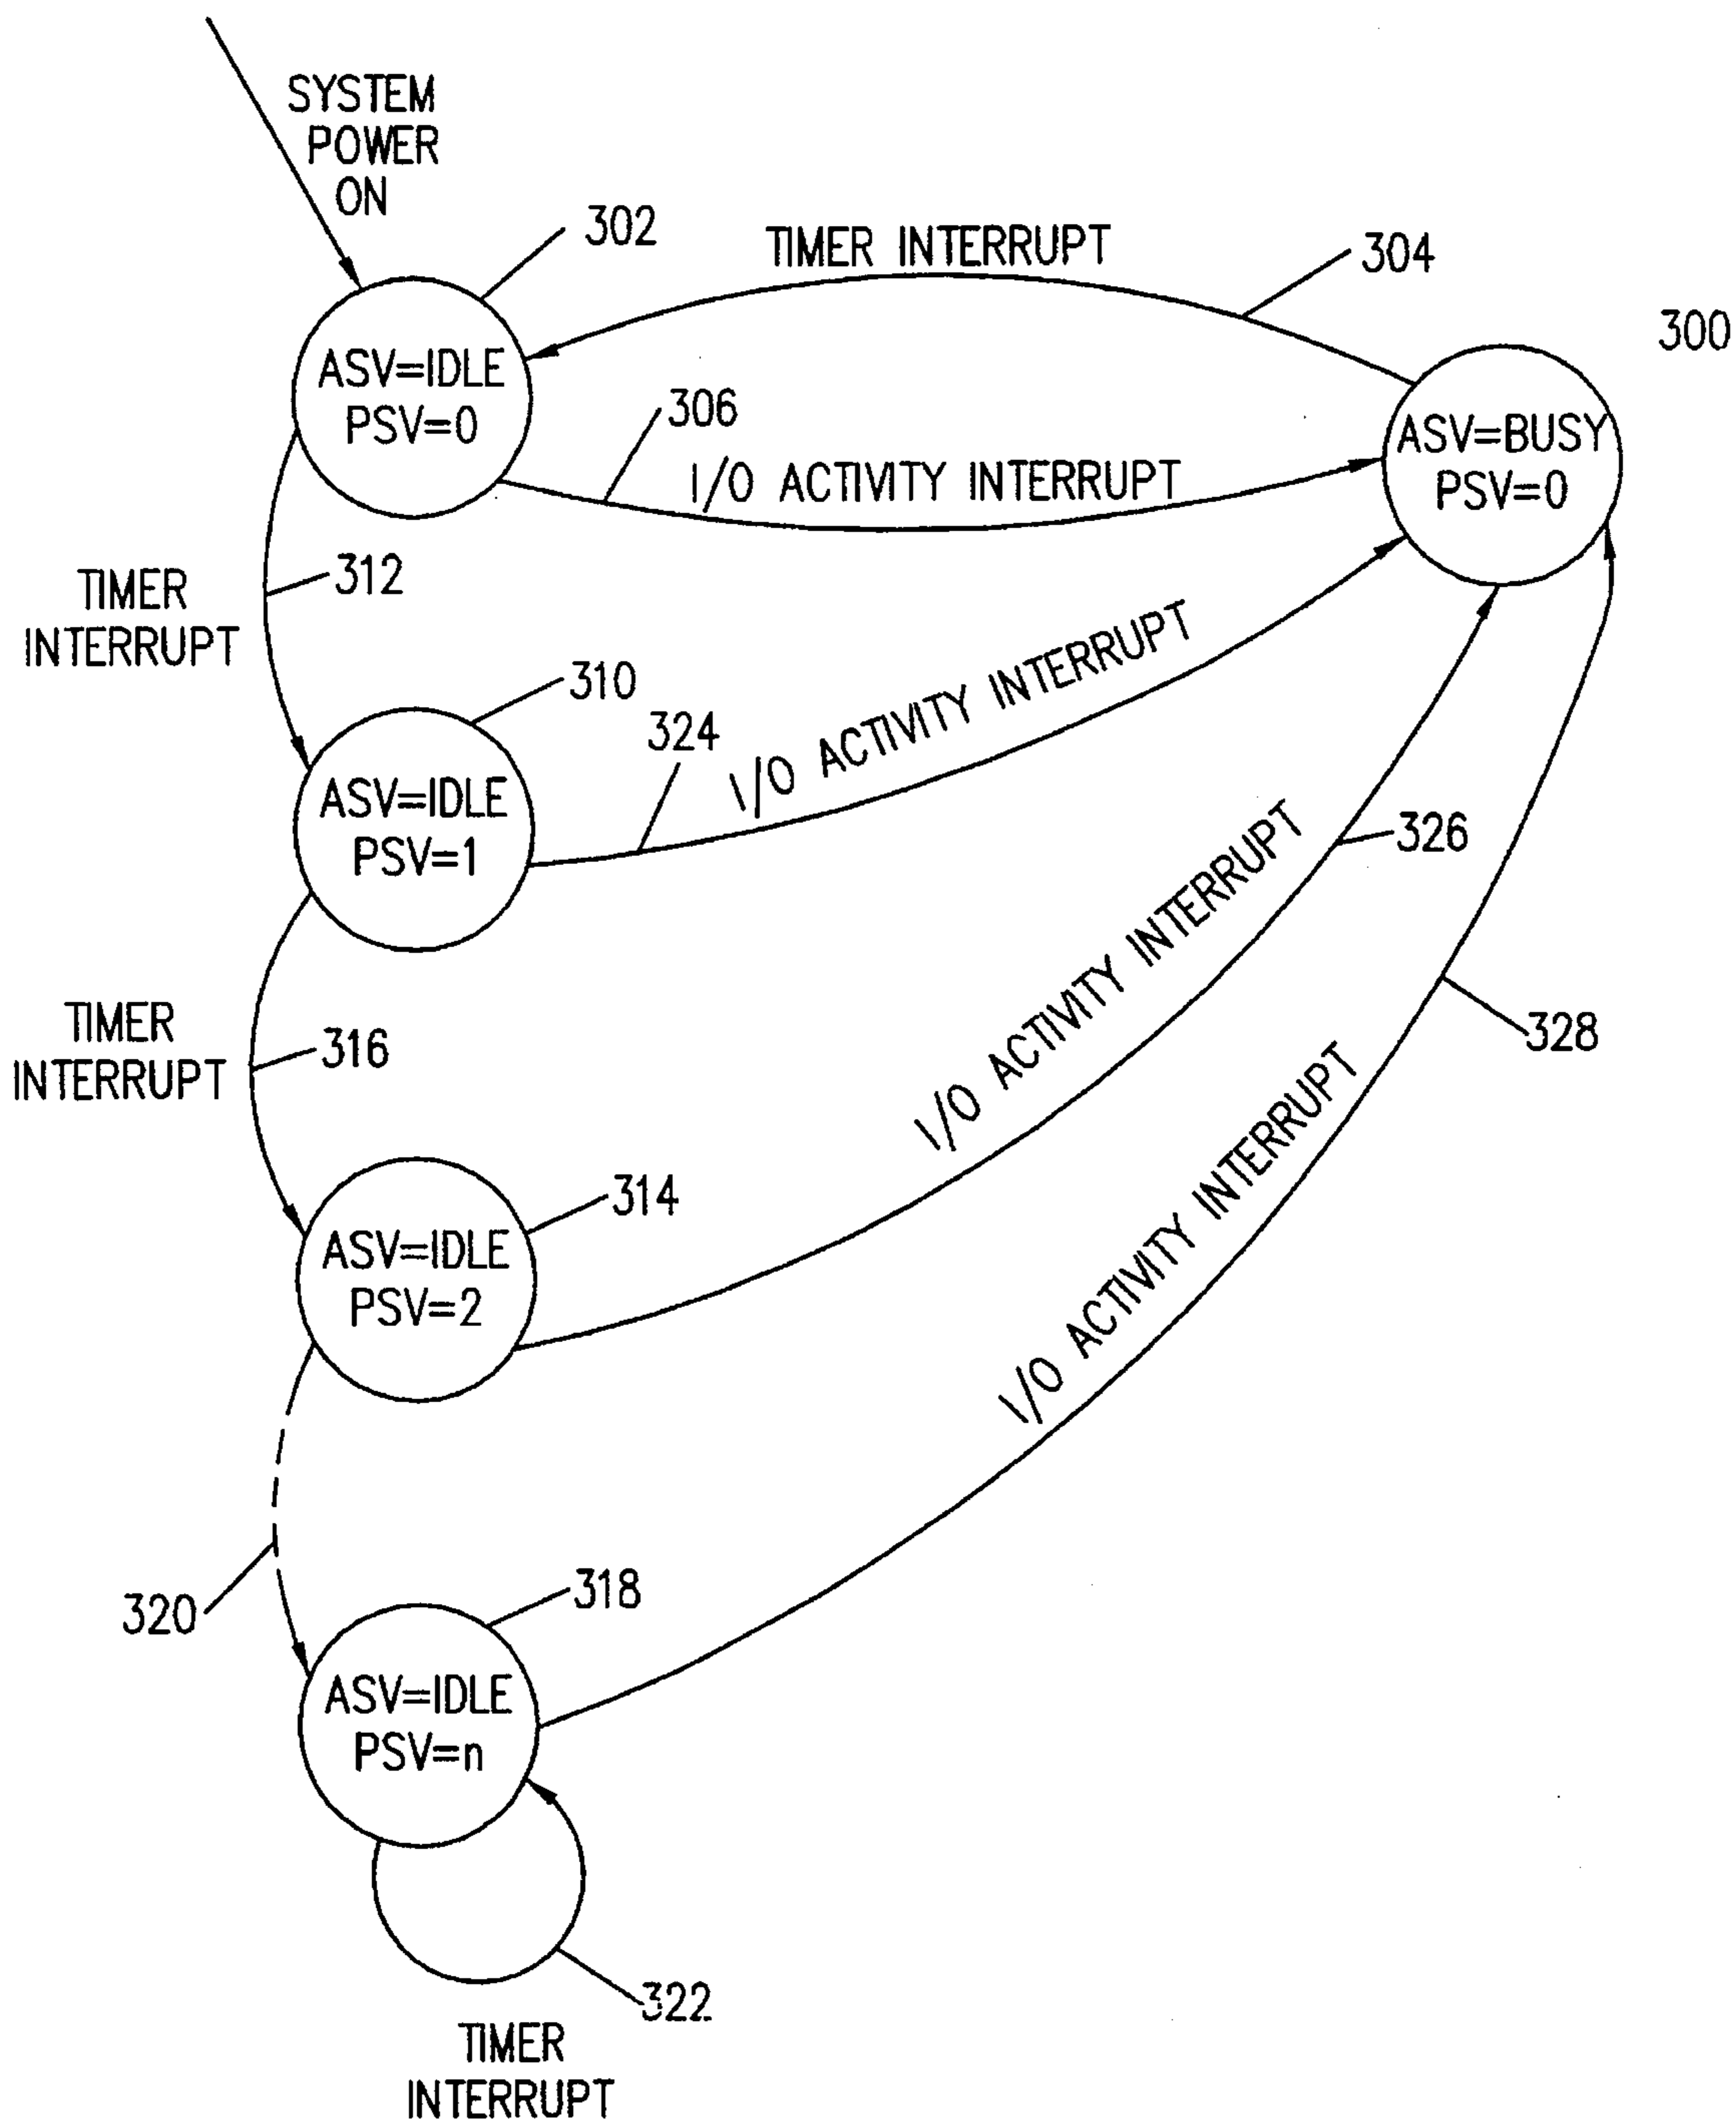 SYSTEM
POWER
ON
302
TIMER INTERRUPT
304
300
ASV=IDLE
PSV=0
306
I/O ACTIVITY INTERRUPT
ASV=BUSY
PSV=0
312
TIMER
INTERRUPT
310
324
I/O ACTIVITY INTERRUPT
ASV=IDLE
PSV=1
326
I/O ACTIVITY INTERRUPT
TIMER
INTERRUPT
316
328
I/O ACTIVITY INTERRUPT
314
ASV=IDLE
PSV=2
320
318
ASV=IDLE
PSV=n
322
TIMER
INTERRUPT